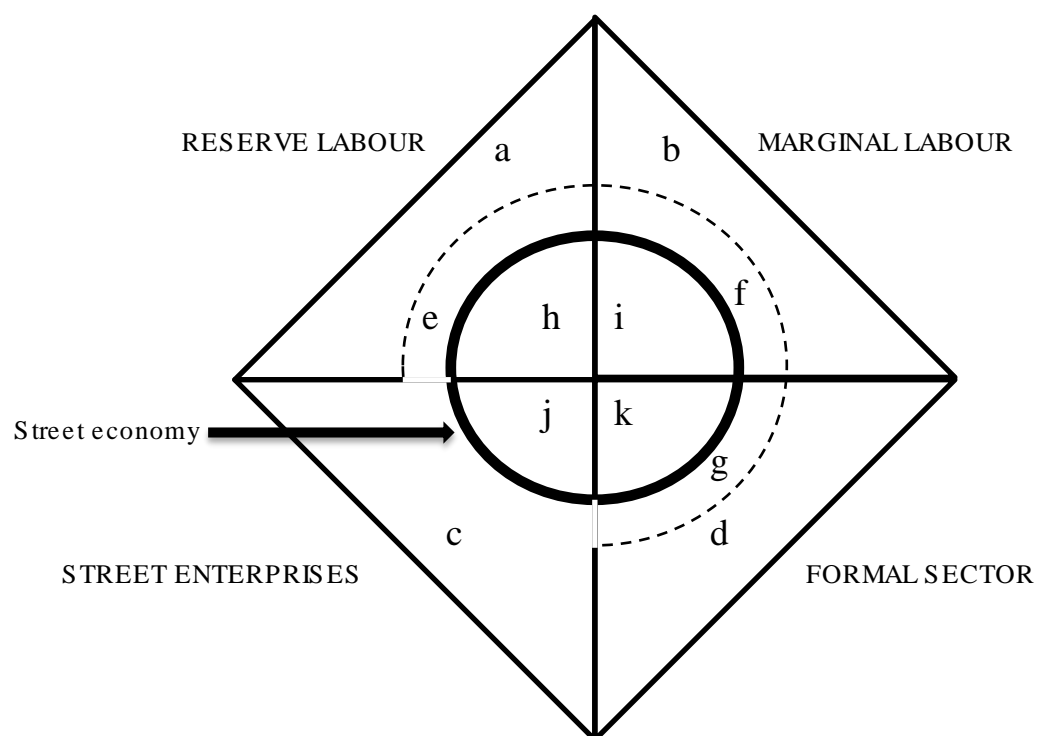 RESERVE LABOUR
a
b
MARGINAL LABOUR
e
h
i
f
Street economy
j
k
g
c
d
STREET ENTERPRISES
FORMAL SECTOR